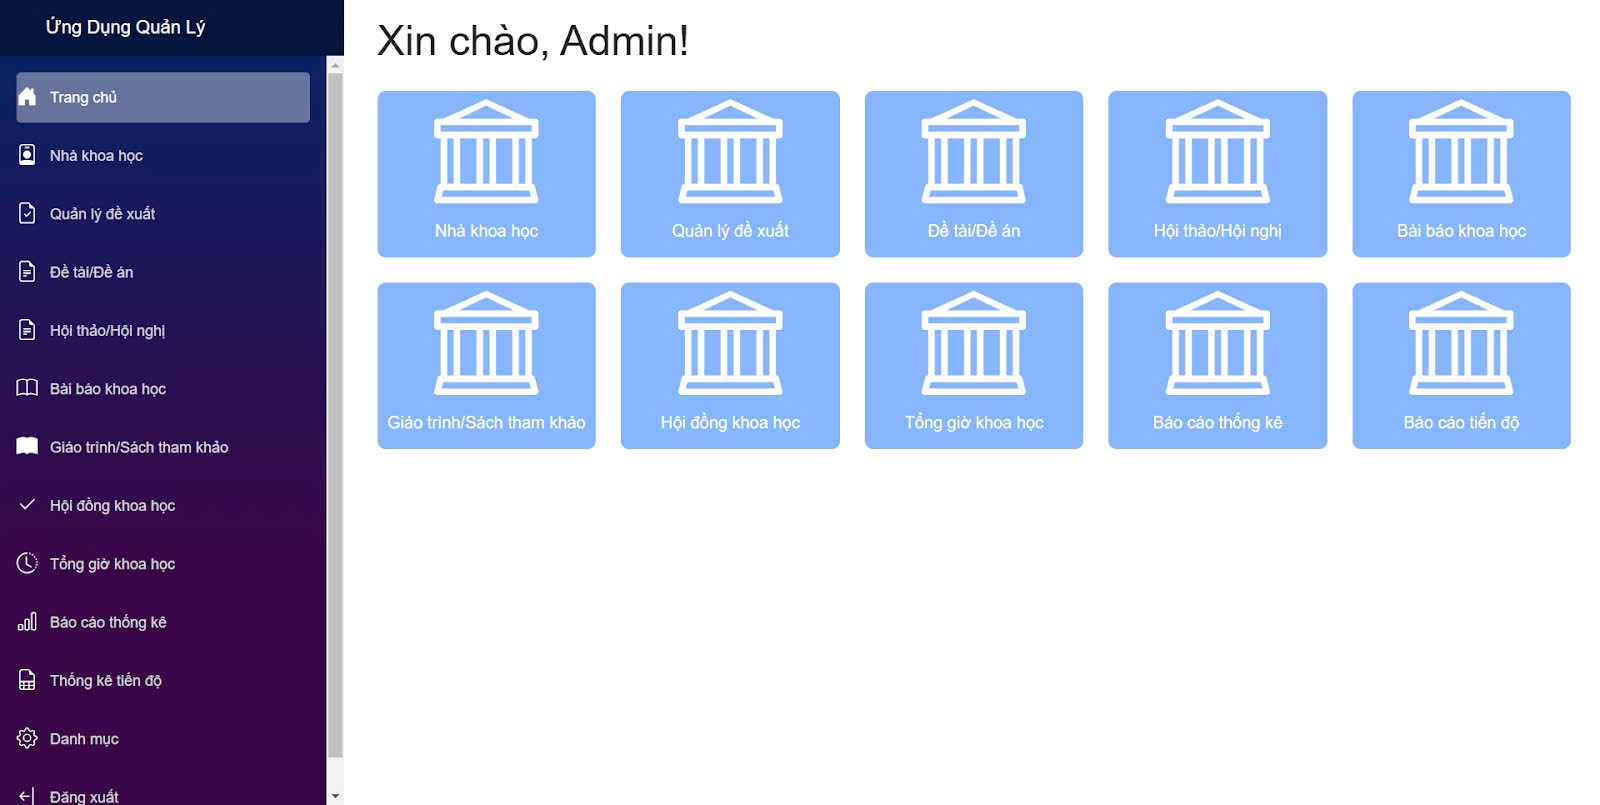 Ứng Dụng Quản Lý
Trang chủ
Nhà khoa học
Quản lý đề xuất
Đề tài/Đề án
Hội thảo/Hội nghị
Bài báo khoa học
Giáo trình/Sách tham khảo
Hội đồng khoa học
Tổng giờ khoa học
Báo cáo thống kê
Thống kê tiến độ
Danh mục
Đăng xuất
Xin chào, Admin!
Nhà khoa học
Quản lý đề xuất
Đề tài/Đề án
Hội thảo/Hội nghị
Bài báo khoa học
Giáo trình/Sách tham khảo
Hội đồng khoa học
Tổng giờ khoa học
Báo cáo thống kê
Báo cáo tiến độ